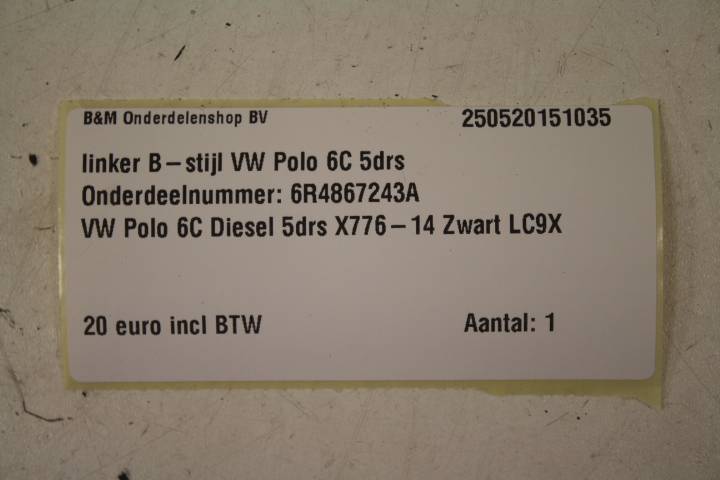 B&M Onderdelenshop BV 250520151035
linker B-stijl VW Polo 6C 5drs
Onderdeelnummer: 6R4867243A
VW Polo 6C Diesel 5drs X776-14 Zwart LC9X
20 euro incl BTW Aantal: 1